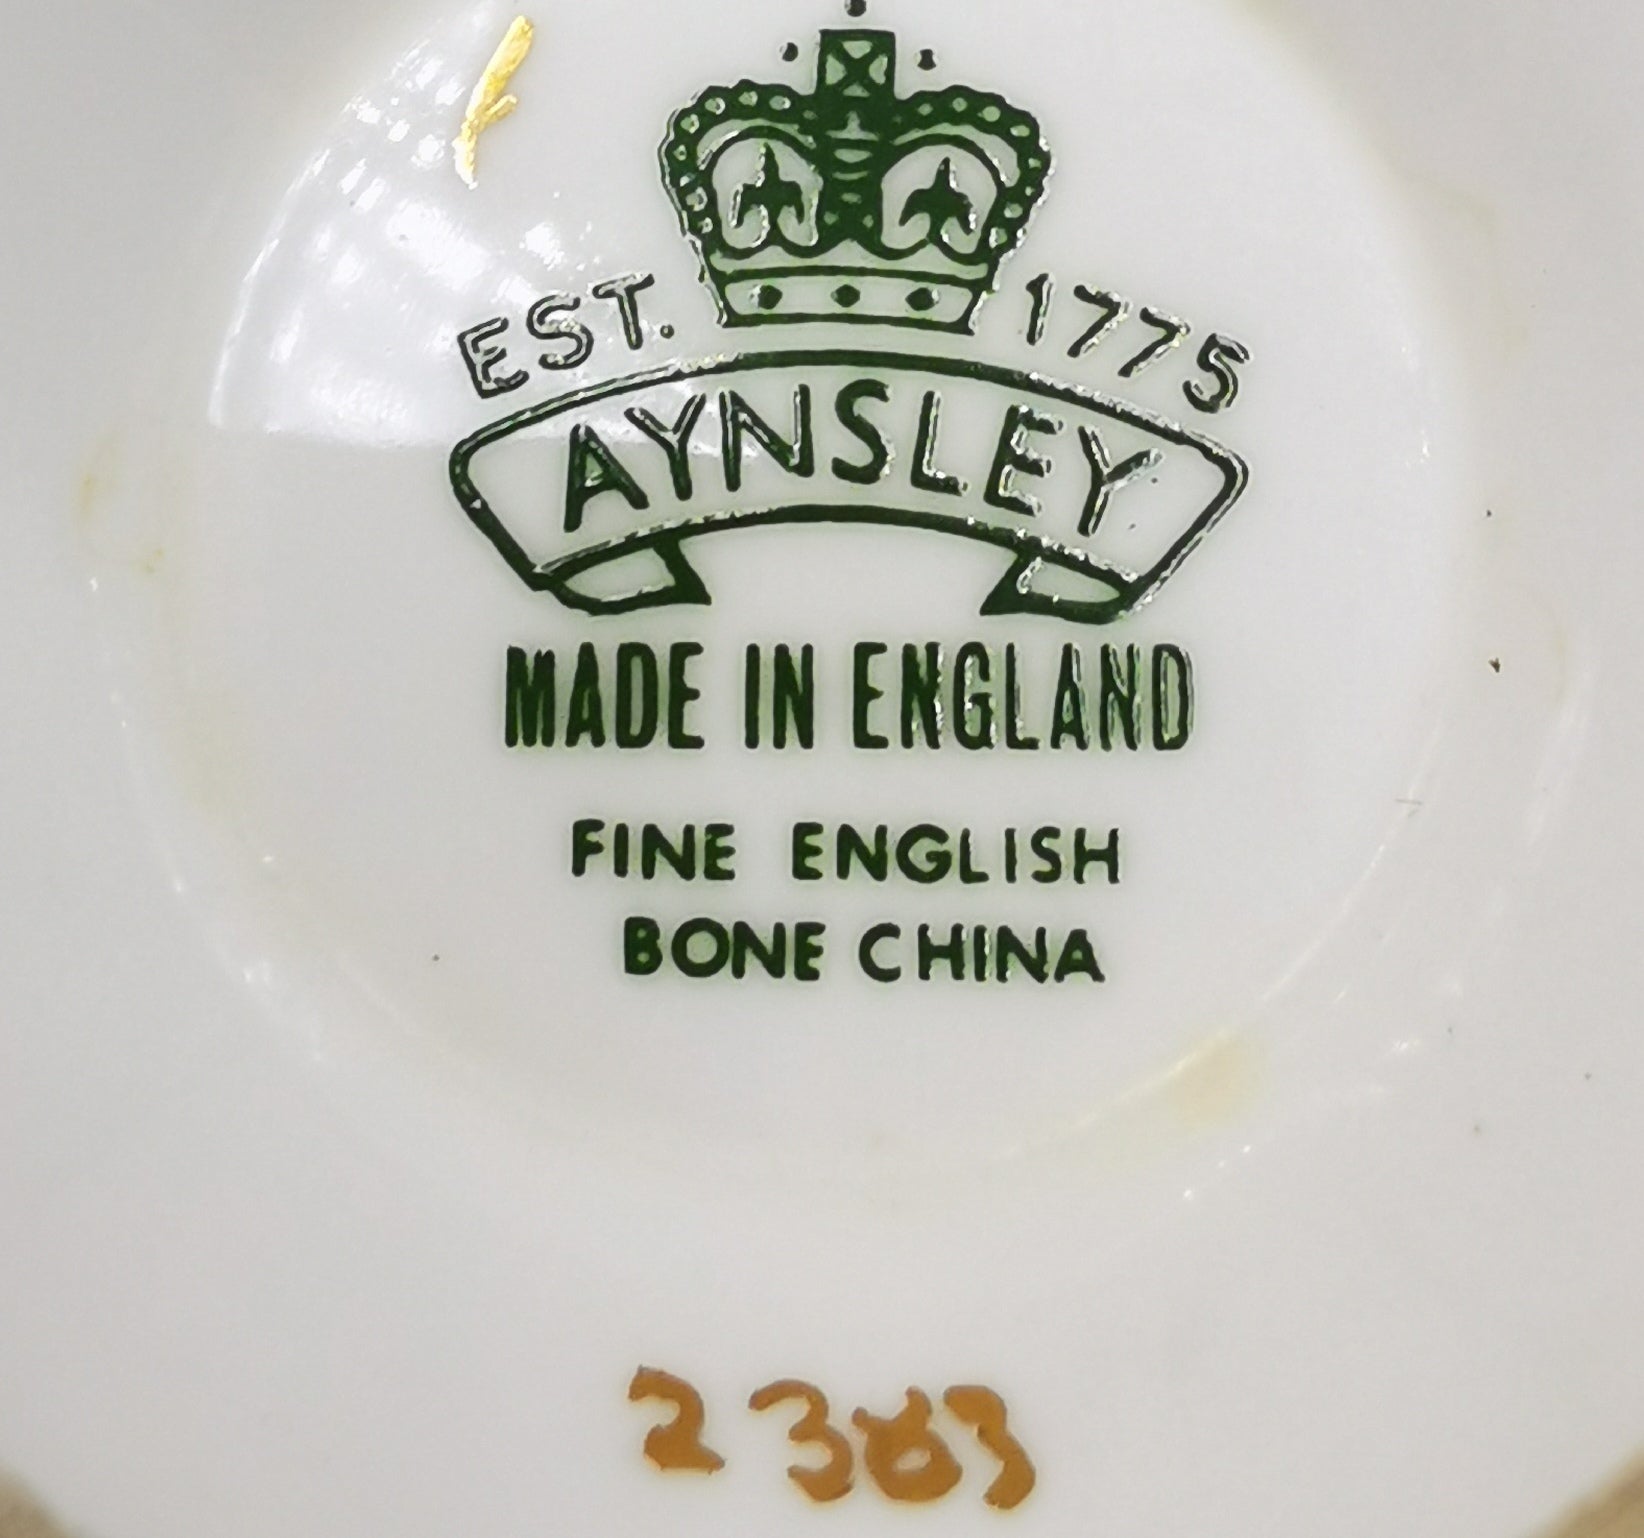 EST. 1775
AYNSLEY
MADE IN ENGLAND
FINE ENGLISH
BONE CHINA
2383